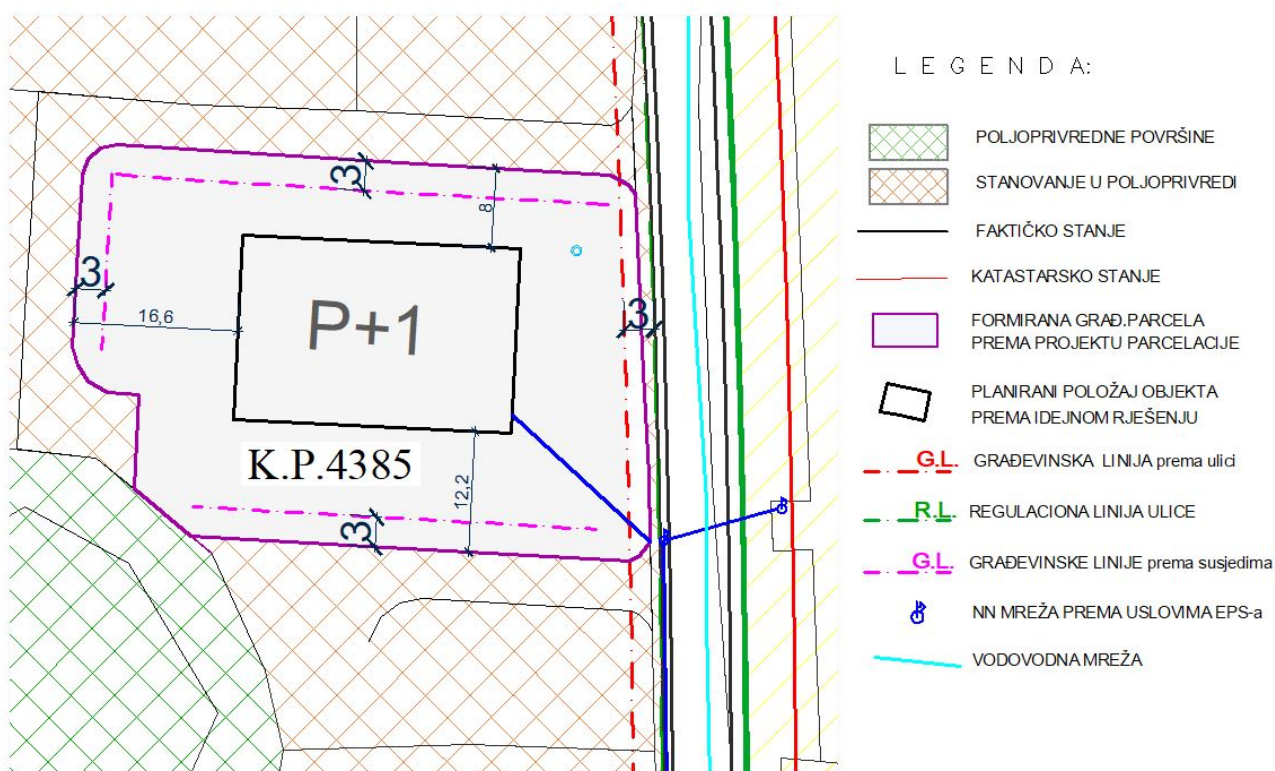 3
8
3
16,6
P+1
3
K.P.4385
12,2
3
LEGENDA:
POLJOPRIVREDNE POVRŠINE
STANOVANJE U POLJOPRIVREDI
FAKTIČKO STANJE
KATASTARSKO STANJE
FORMIRANA GRAĐ.PARCELA
PREMA PROJEKTU PARCELACIJE
PLANIRANI POLOŽAJ OBJEKTA
PREMA IDEJNOM RJEŠENJU
G.L. GRAĐEVINSKA LINIJA prema ulici
R.L. REGULACIONA LINIJA ULICE
G.L. GRAĐEVINSKE LINIJE prema susjedima
NN MREŽA PREMA USLOVIMA EPS-a
VODOVODNA MREŽA